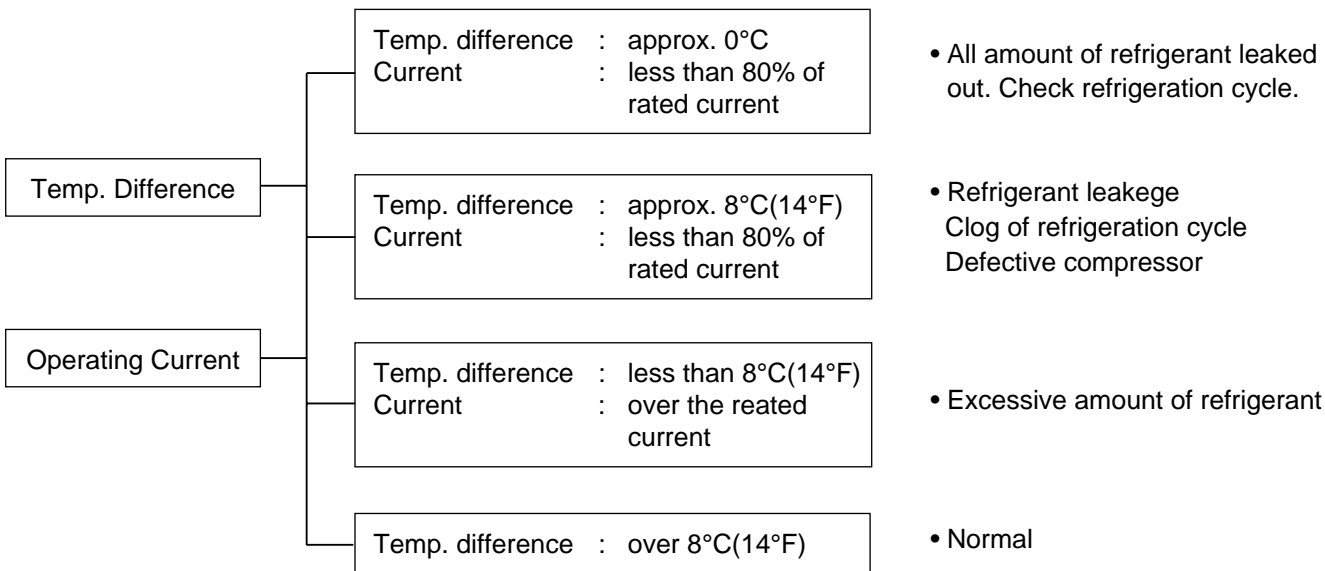 Temp. difference : approx. 0°C
Current : less than 80% of
rated current
• All amount of refrigerant leaked
out. Check refrigeration cycle.
Temp. Difference
Temp. difference : approx. 8°C(14°F)
Current : less than 80% of
rated current
• Refrigerant leakege
Clog of refrigeration cycle
Defective compressor
Operating Current
Temp. difference : less than 8°C(14°F)
Current : over the reated
current
• Excessive amount of refrigerant
Temp. difference : over 8°C(14°F)
• Normal